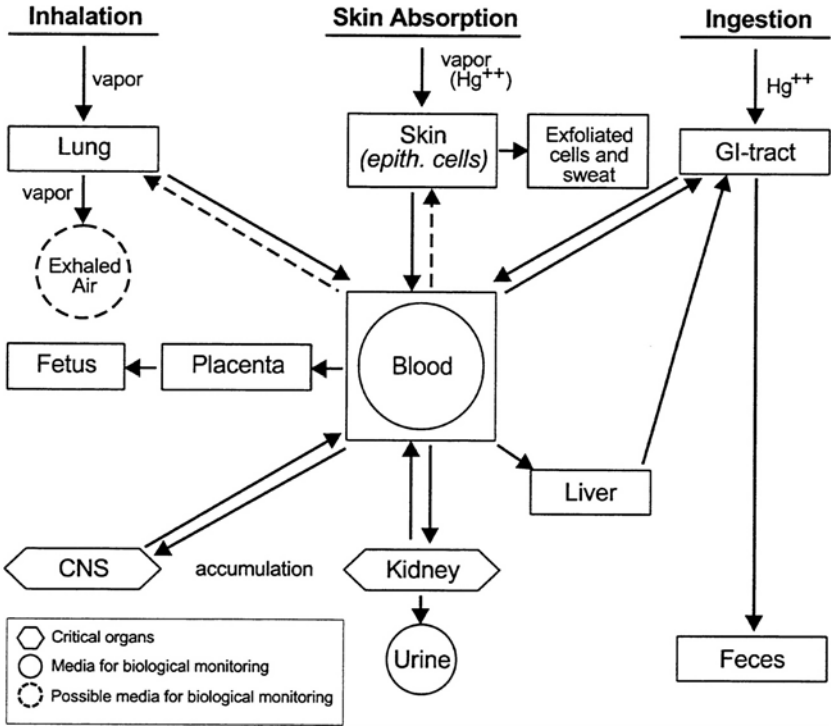 Inhalation
Skin Absorption
Ingestion
vapor
vapor
(Hg++)
Hg++
Lung
Skin
(epith. cells)
Exfoliated
cells and
sweat
GI-tract
vapor
Exhaled
Air
Fetus
Placenta
Blood
Liver
CNS
accumulation
Kidney
Critical organs
Media for biological monitoring
Possible media for biological monitoring
Urine
Feces